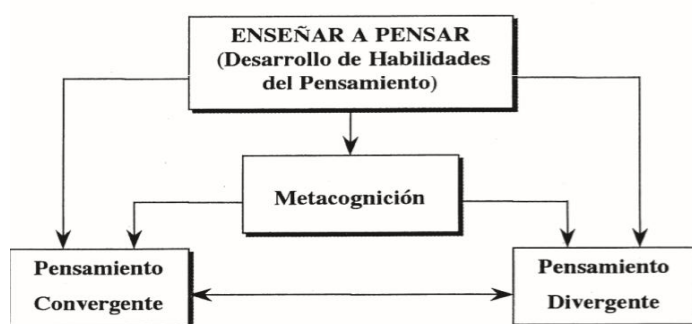 ENSEÑAR A PENSAR
(Desarrollo de Habilidades
del Pensamiento)
Metacognición
Pensamiento
Convergente
Pensamiento
Divergente